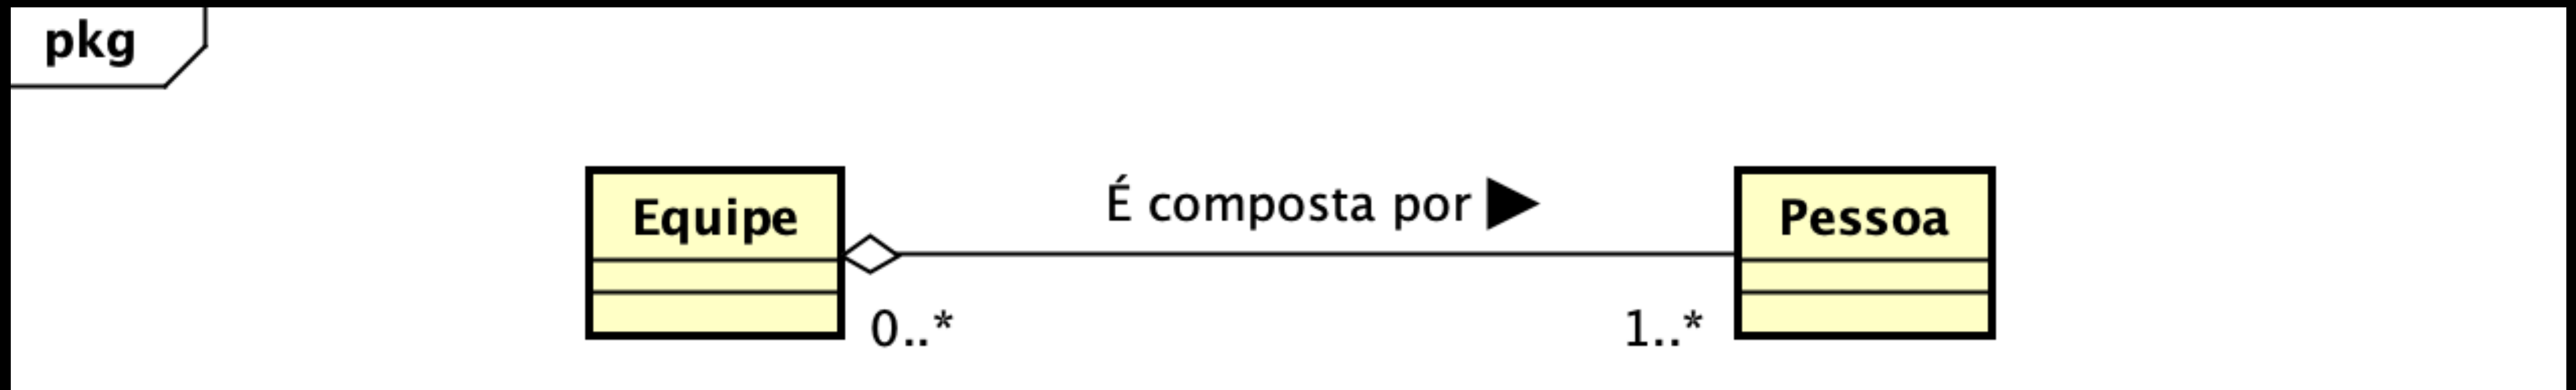 pkg
Equipe
É composta por
Pessoa
0..*
1..*